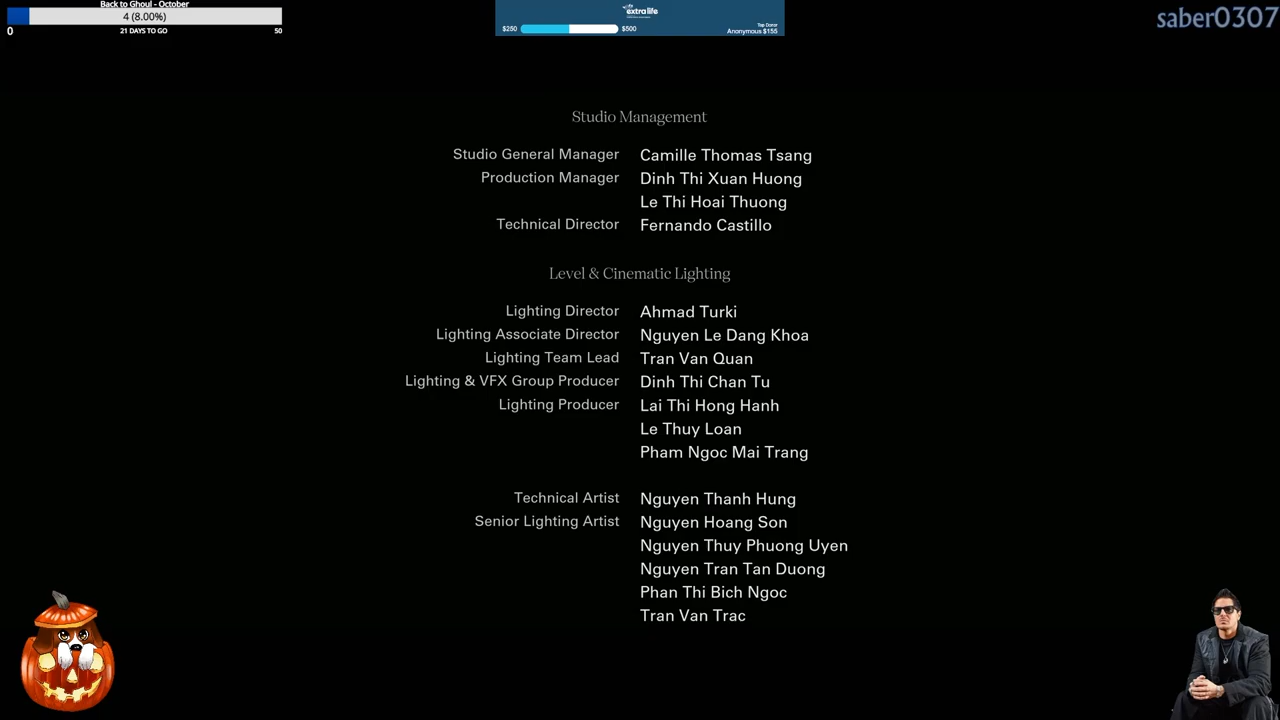 Back to Ghoul - October
4 (8.00%)
0
21 DAYS TO GO
50
extralife
$250
$500
Top Donor
Anonymous $155
saber0307
Studio Management
Studio General Manager Camille Thomas Tsang
Production Manager Dinh Thi Xuan Huong
Le Thi Hoai Thuong
Technical Director Fernando Castillo
Level & Cinematic Lighting
Lighting Director Ahmad Turki
Lighting Associate Director Nguyen Le Dang Khoa
Lighting Team Lead Tran Van Quan
Lighting & VFX Group Producer Dinh Thi Chan Tu
Lighting Producer Lai Thi Hong Hanh
Le Thuy Loan
Pham Ngoc Mai Trang
Technical Artist Nguyen Thanh Hung
Senior Lighting Artist Nguyen Hoang Son
Nguyen Thuy Phuong Uyen
Nguyen Tran Tan Duong
Phan Thi Bich Ngoc
Tran Van Trac